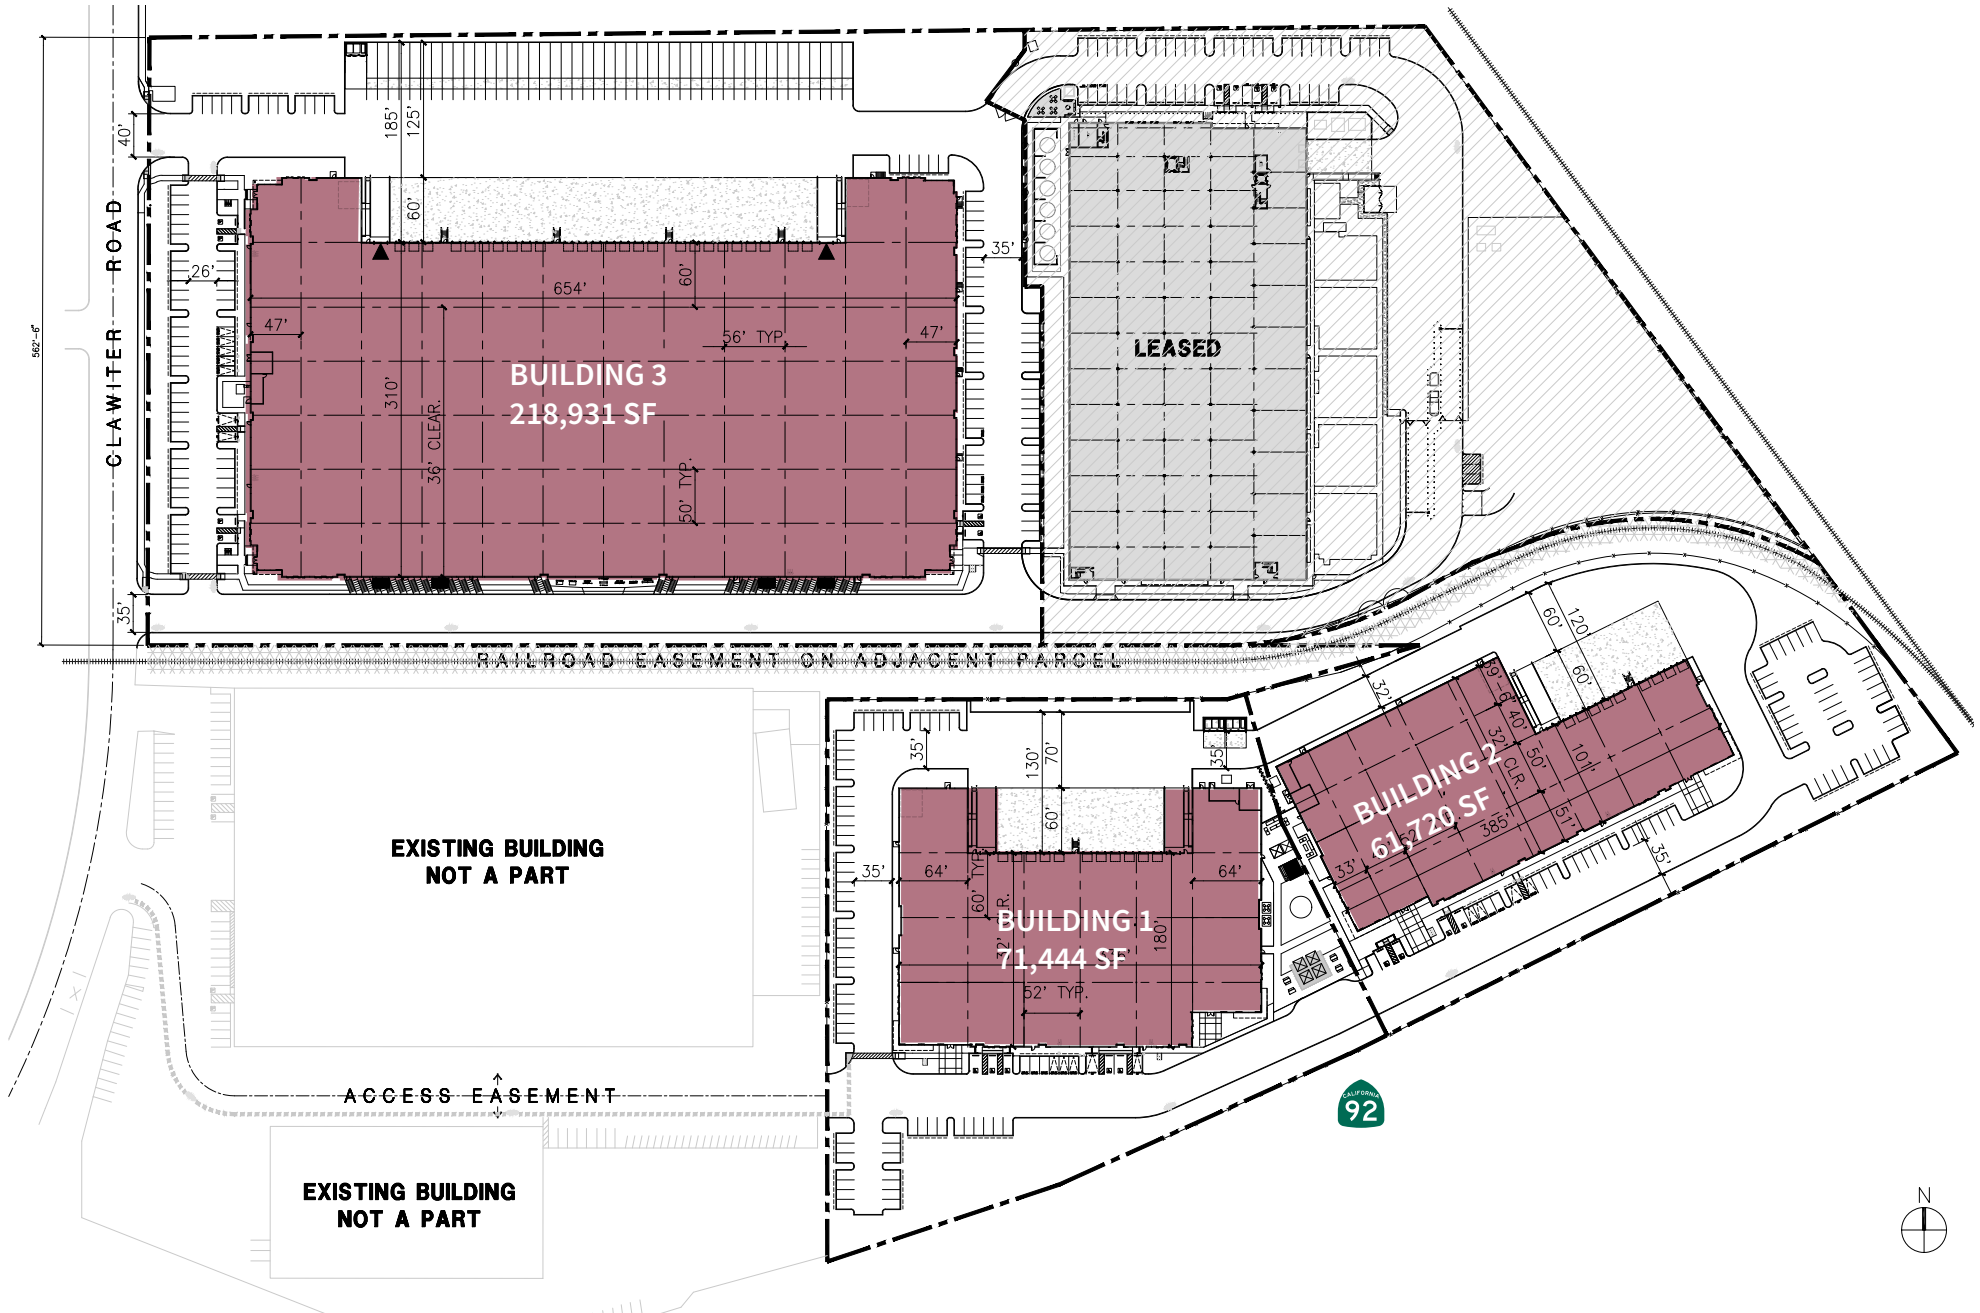 562'-6"
CLAWITER ROAD
40'
185'
125'
60'
26'
35'
654'
60'
47'
56' TYP.
47'
310'
36' CLEAR.
50' TYP.
BUILDING 3
218,931 SF
35'
LEASED
RAILROAD EASEMENT ON ADJACENT PARCEL
EXISTING BUILDING
NOT A PART
ACCESS EASEMENT
EXISTING BUILDING
NOT A PART
35'
130'
70'
35'
60'
35'
64'
60' TYP.
64'
BUILDING 1
71,444 SF
180'
52' TYP.
32'
60'
120'
60'
39'-6"
40'
32' CLR.
50'
101'
BUILDING 2
61,720 SF
33'
385'
51'
35'
CALIFORNIA
92
N